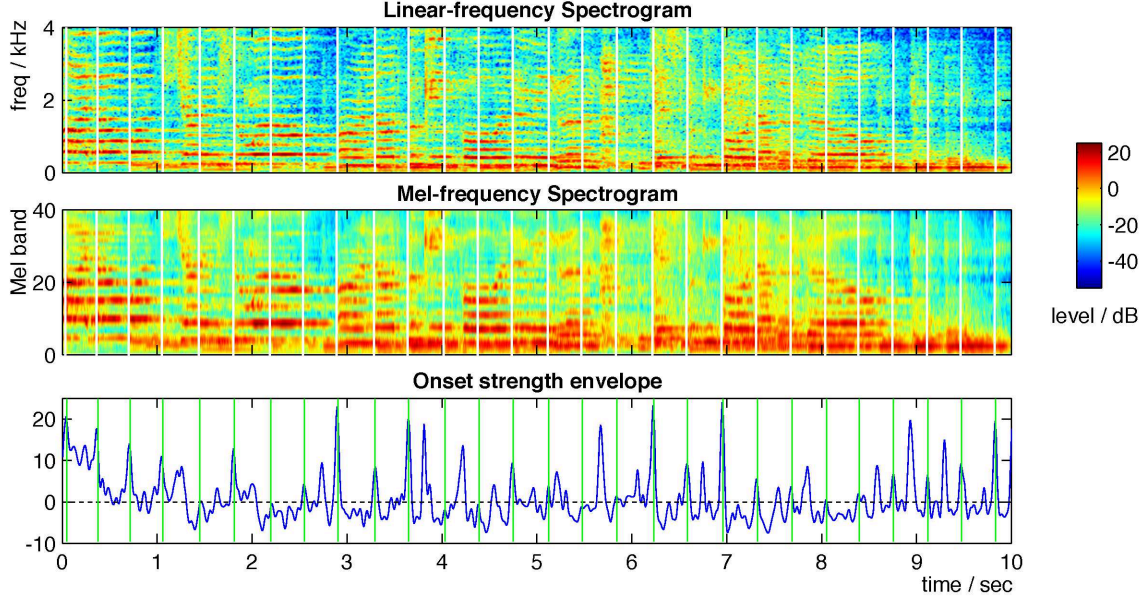 Linear-frequency Spectrogram
freq / kHz
4
2
0
Mel-frequency Spectrogram
Mel band
40
20
0
20
0
-20
-40
level / dB
Onset strength envelope
20
10
0
-10
0 1 2 3 4 5 6 7 8 9 10
time / sec